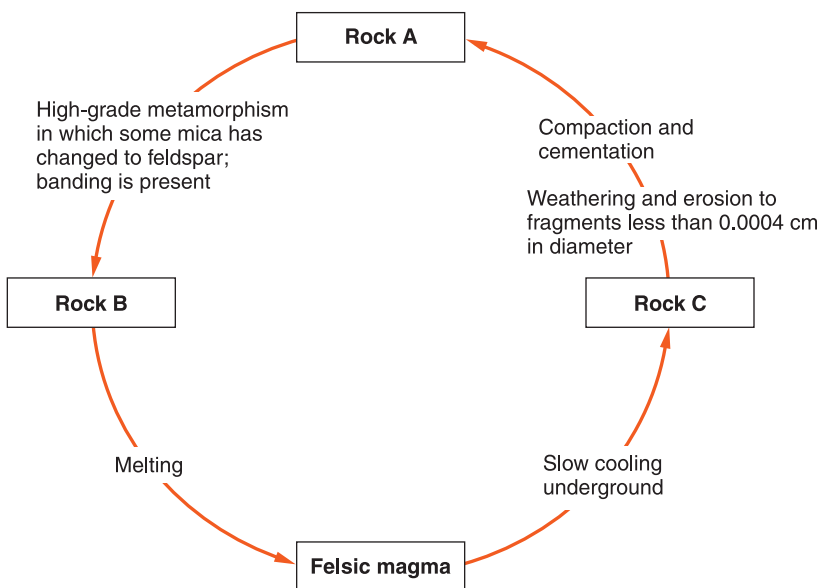 Rock A
High-grade metamorphism
in which some mica has
changed to feldspar;
banding is present
Compaction and
cementation
Weathering and erosion to
fragments less than 0.0004 cm
in diameter
Rock B
Rock C
Melting
Slow cooling
underground
Felsic magma